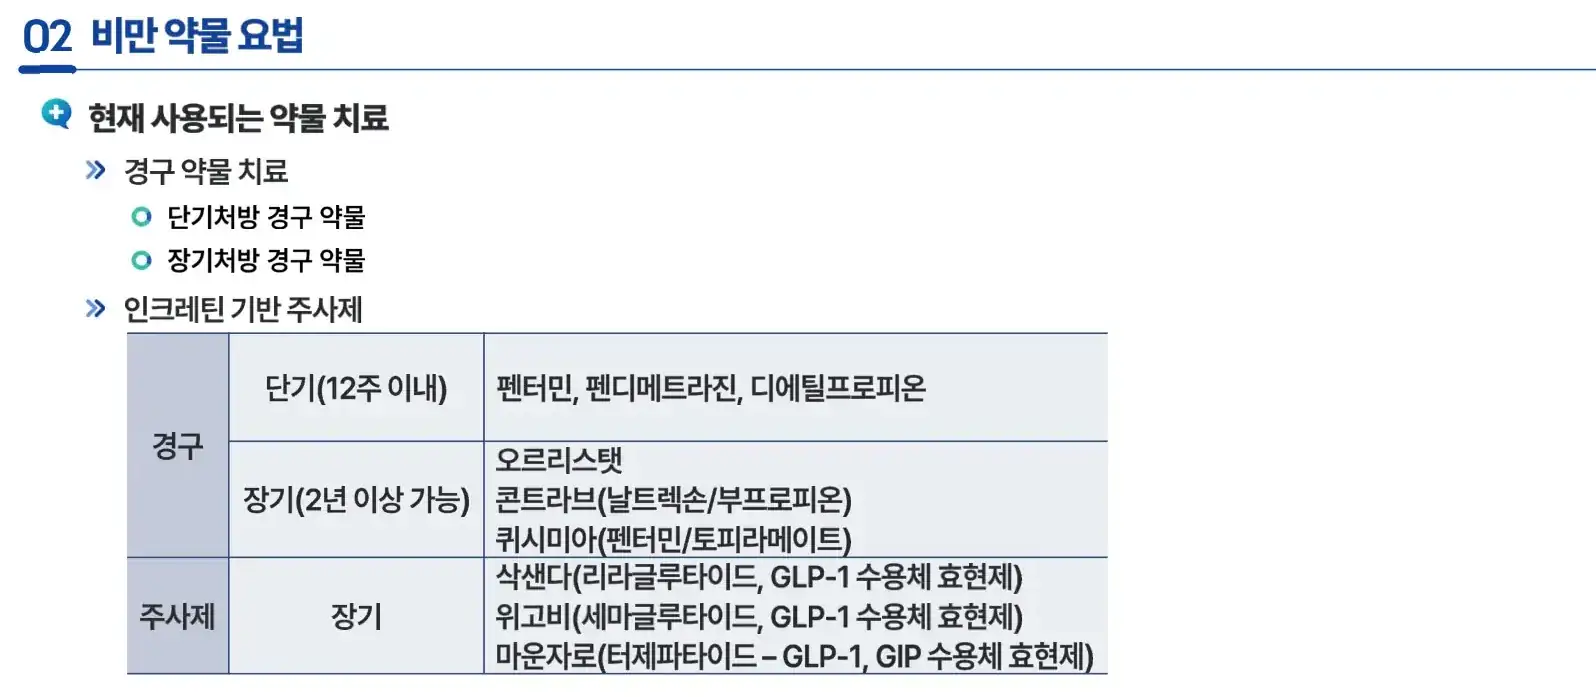 02 비만 약물 요법
현재 사용되는 약물 치료
경구 약물 치료
단기처방 경구 약물
장기처방 경구 약물
인크레틴 기반 주사제
경구
단기(12주 이내)
펜터민, 펜디메트라진, 디에틸프로피온
장기(2년 이상 가능)
오르리스탯
콘트라브(날트렉손/부프로피온)
퀴시미아(펜터민/토피라메이트)
주사제
장기
삭샌다(리라글루타이드, GLP-1 수용체 효현제)
위고비(세마글루타이드, GLP-1 수용체 효현제)
마운자로(터제파타이드 – GLP-1, GIP 수용체 효현제)